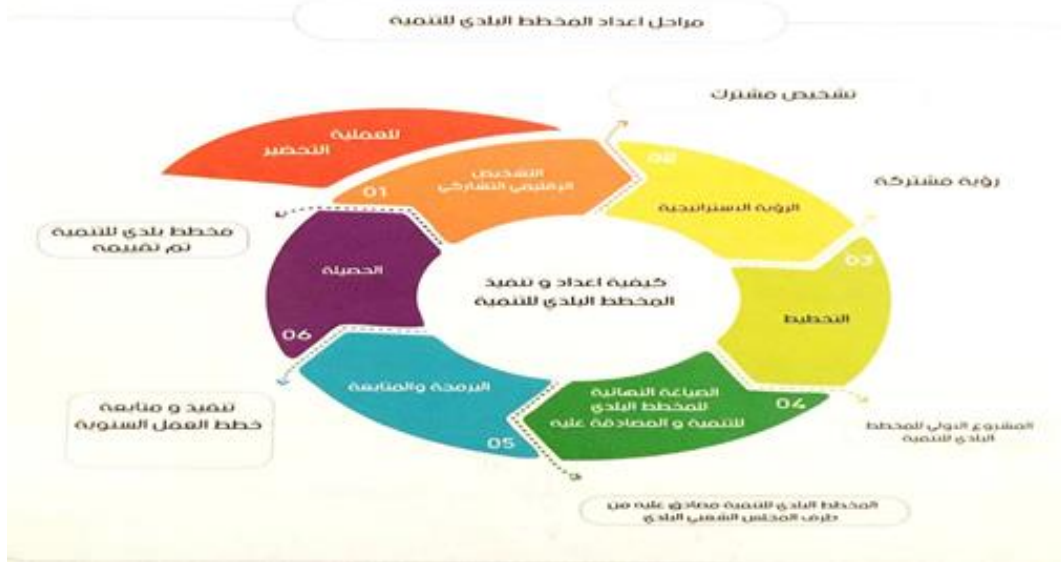 مراحل اعداد المخطط البلدي للتنمية
تشخيص مشترك
للعملية
التحضير
01
التشخيص
الإقليمي التشاركي
02
الرؤية الاستراتيجية
رؤية مشتركة
03
التخطيط
المشروع الاولي للمخطط
البلدي للتنمية
04
الصياغة النهائية
للمخطط البلدي
للتنمية و المصادقة عليه
المخطط البلدي للتنمية مصادق عليه من
طرف المجلس الشعبي البلدي
05
البرمجة والمتابعة
تنفيذ و متابعة
خطط العمل السنوية
06
الحصيلة
مخطط بلدي للتنمية
تم تقييمه
كيفية اعداد و تنفيذ
المخطط البلدي للتنمية